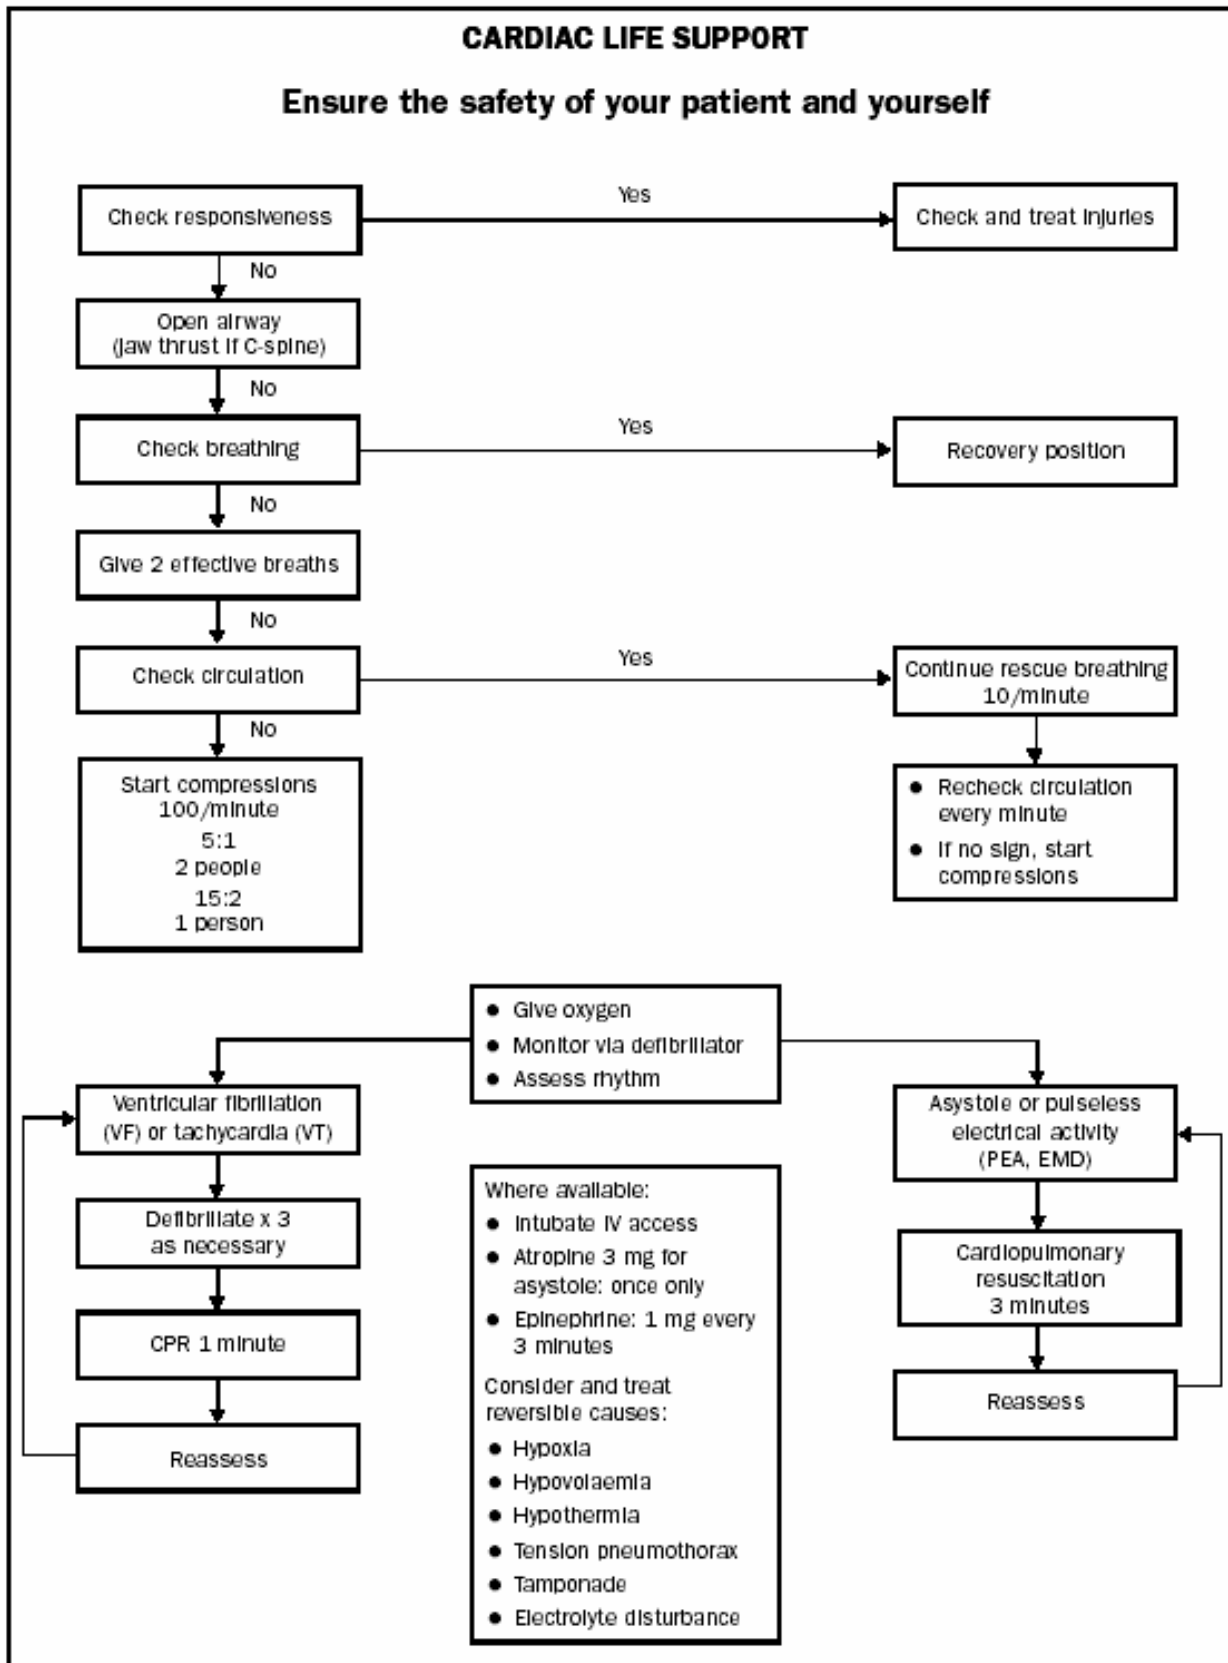 CARDIAC LIFE SUPPORT
Ensure the safety of your patient and yourself
Check responsiveness
Yes
Check and treat injuries
No
Open airway
(jaw thrust if C-spine)
No
Check breathing
Yes
Recovery position
No
Give 2 effective breaths
No
Check circulation
Yes
Continue rescue breathing
10/minute
No
Start compressions
100/minute
5:1
2 people
15:2
1 person
● Recheck circulation
every minute
● If no sign, start
compressions
● Give oxygen
● Monitor via defibrillator
● Assess rhythm
Ventricular fibrillation
(VF) or tachycardia (VT)
Defibrillate x 3
as necessary
CPR 1 minute
Reassess
Where available:
● Intubate IV access
● Atropine 3 mg for
asystole: once only
● Epinephrine: 1 mg every
3 minutes
Consider and treat
reversible causes:
● Hypoxia
● Hypovolaemia
● Hypothermia
● Tension pneumothorax
● Tamponade
● Electrolyte disturbance
Asystole or pulseless
electrical activity
(PEA, EMD)
Cardiopulmonary
resuscitation
3 minutes
Reassess